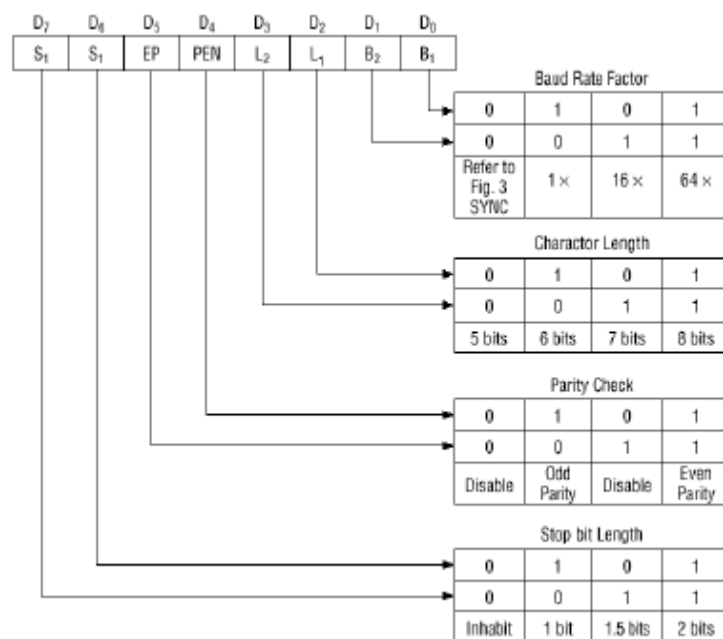 D₇ D₆ D₅ D₄ D₃ D₂ D₁ D₀
S₁ S₁ EP PEN L₂ L₁ B₂ B₁
Baud Rate Factor
0 1 0 1
0 0 1 1
Refer to Fig. 3 SYNC 1 × 16 × 64 ×
Charactor Length
0 1 0 1
0 0 1 1
5 bits 6 bits 7 bits 8 bits
Parity Check
0 1 0 1
0 0 1 1
Disable Odd Parity Disable Even Parity
Stop bit Length
0 1 0 1
0 0 1 1
Inhabit 1 bit 1.5 bits 2 bits